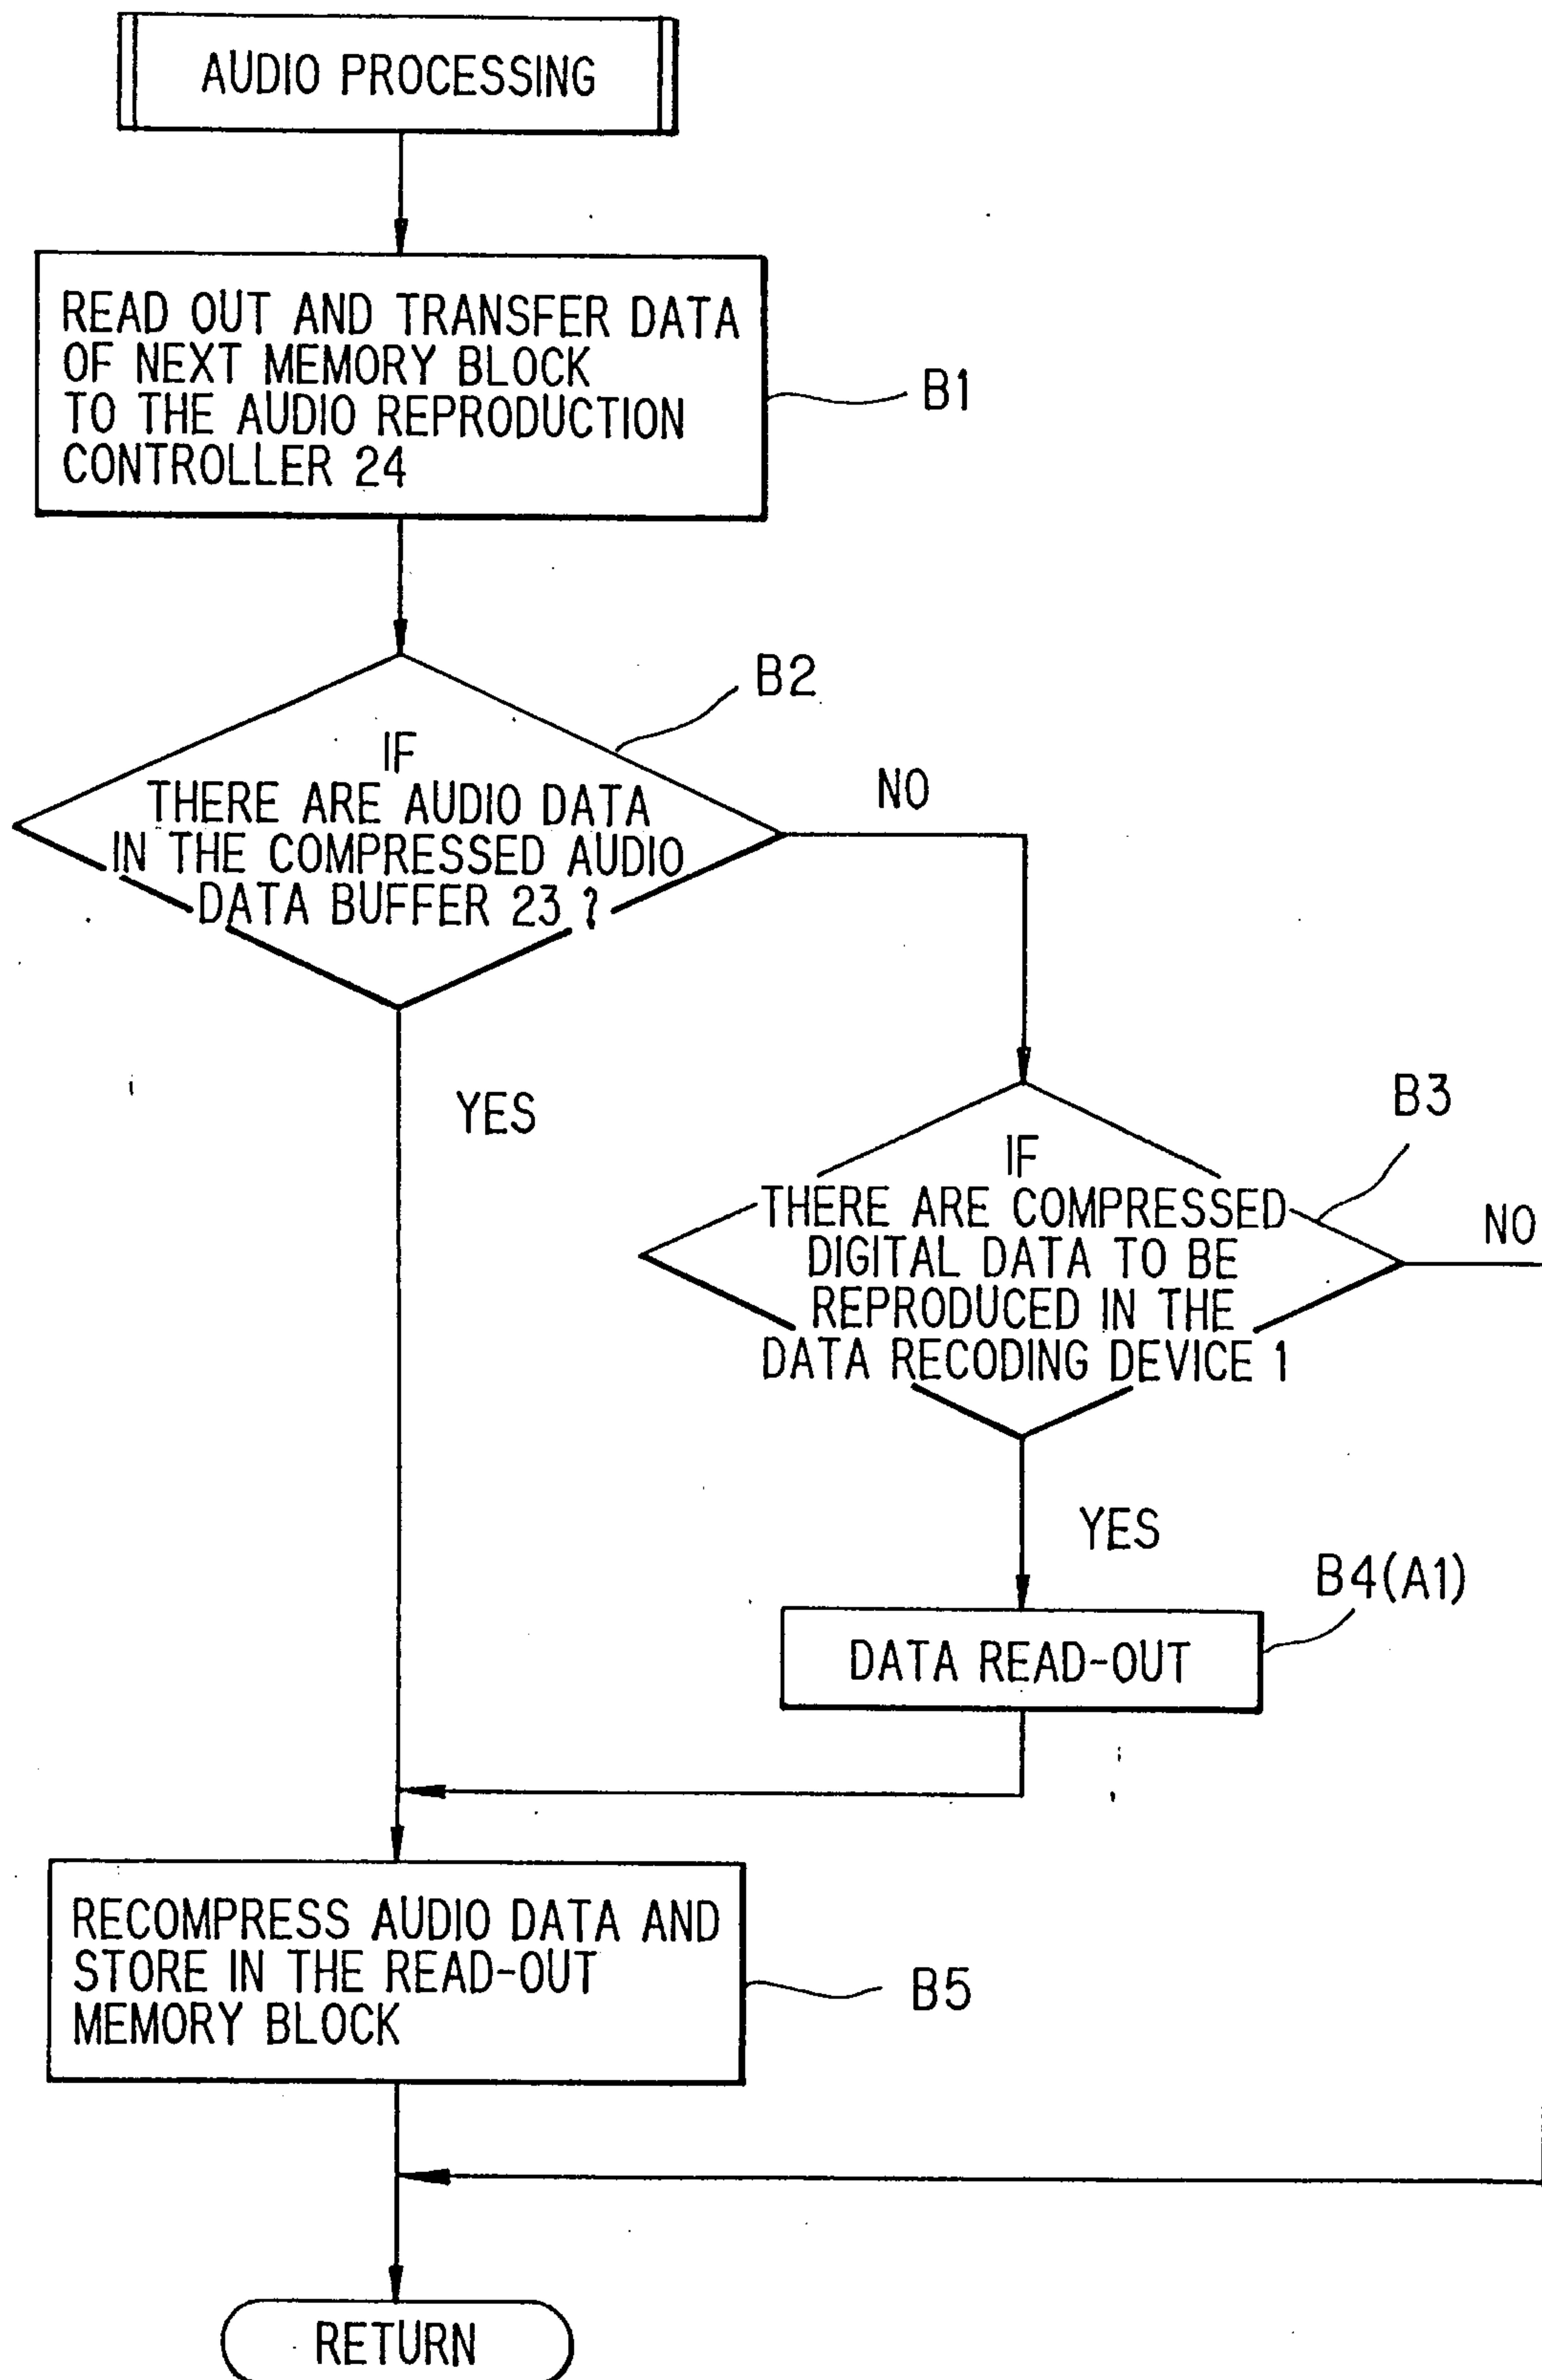 AUDIO PROCESSING
READ OUT AND TRANSFER DATA
OF NEXT MEMORY BLOCK
TO THE AUDIO REPRODUCTION
CONTROLLER 24
B1
B2
IF
THERE ARE AUDIO DATA
IN THE COMPRESSED AUDIO
DATA BUFFER 23 ?
NO
YES
B3
IF
THERE ARE COMPRESSED
DIGITAL DATA TO BE
REPRODUCED IN THE
DATA RECODING DEVICE 1
NO
YES
B4(A1)
DATA READ-OUT
RECOMPRESS AUDIO DATA AND
STORE IN THE READ-OUT
MEMORY BLOCK
B5
RETURN